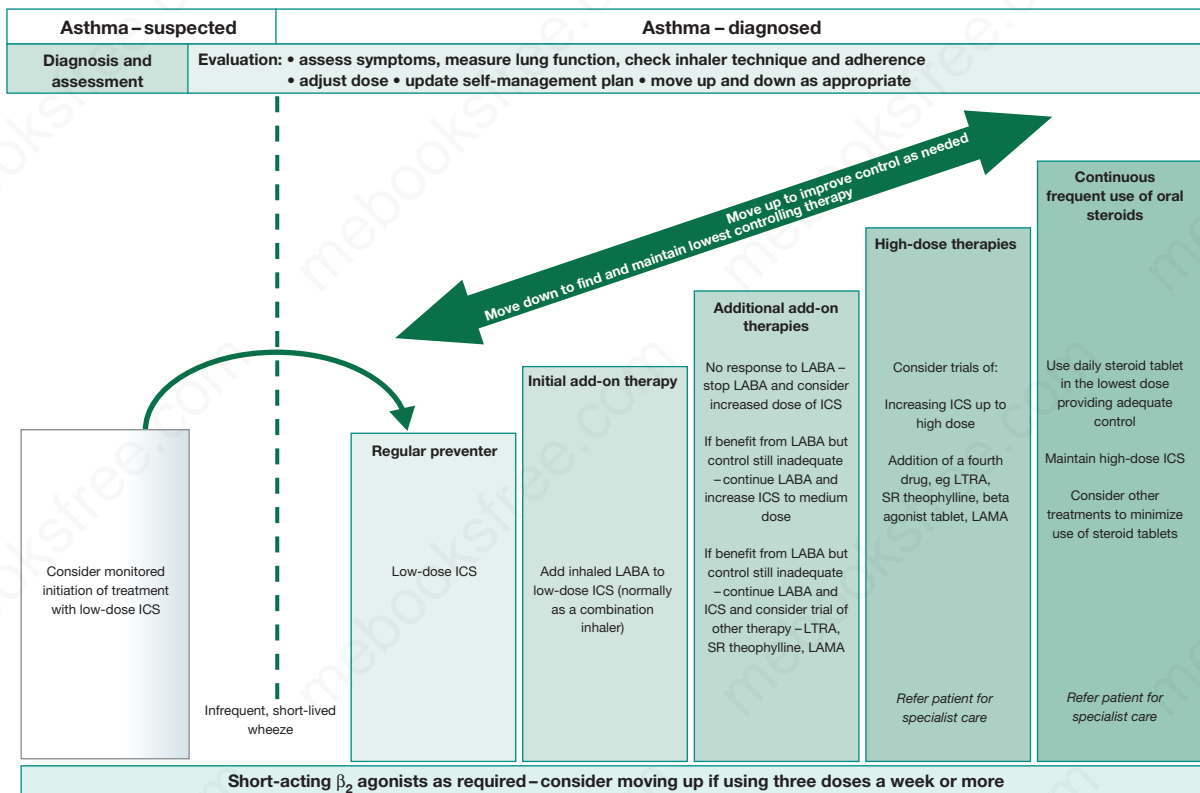 Asthma – suspected
Asthma – diagnosed
Diagnosis and
assessment
Evaluation: • assess symptoms, measure lung function, check inhaler technique and adherence
• adjust dose • update self-management plan • move up and down as appropriate
Move up to improve control as needed
Move down to find and maintain lowest controlling therapy
Consider monitored
initiation of treatment
with low-dose ICS
Infrequent, short-lived
wheeze
Regular preventer
Low-dose ICS
Initial add-on therapy
Add inhaled LABA to
low-dose ICS (normally
as a combination
inhaler)
Additional add-on
therapies
No response to LABA –
stop LABA and consider
increased dose of ICS
If benefit from LABA but
control still inadequate
– continue LABA and
increase ICS to medium
dose
If benefit from LABA but
control still inadequate
– continue LABA and
ICS and consider trial of
other therapy – LTRA,
SR theophylline, LAMA
High-dose therapies
Consider trials of:
Increasing ICS up to
high dose
Addition of a fourth
drug, eg LTRA,
SR theophylline, beta
agonist tablet, LAMA
Refer patient for
specialist care
Continuous
frequent use of oral
steroids
Use daily steroid tablet
in the lowest dose
providing adequate
control
Maintain high-dose ICS
Consider other
treatments to minimize
use of steroid tablets
Refer patient for
specialist care
Short-acting β₂ agonists as required – consider moving up if using three doses a week or more
mebooksfree.com